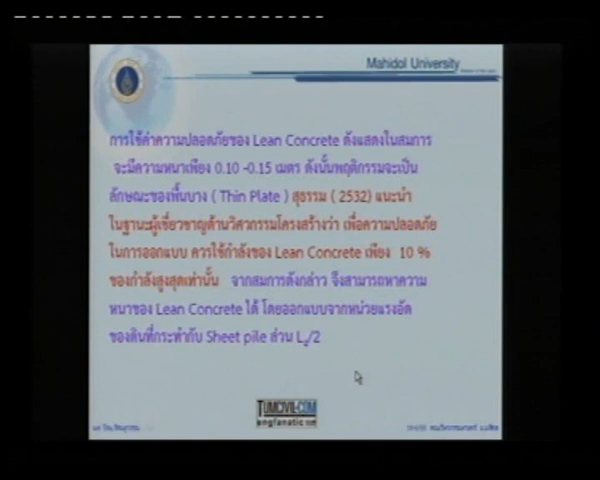 Mahidol University
การใช้ค่าความปลอดภัยของ Lean Concrete ดังแสดงในสมการ
จะมีความหนาเพียง 0.10 -0.15 เมตร ดังนั้นพฤติกรรมจะเป็น
ลักษณะของพื้นบาง ( Thin Plate ) สุธรรม ( 2532) แนะนำ
ในฐานะผู้เชี่ยวชาญด้านวิศวกรรมโครงสร้างว่า เพื่อความปลอดภัย
ในการออกแบบ ควรใช้กำลังของ Lean Concrete เพียง 10 %
ของกำลังสูงสุดเท่านั้น จากสมการดังกล่าว จึงสามารถหาความ
หนาของ Lean Concrete ได้ โดยออกแบบจากหน่วยแรงอัด
ของดินที่กระทำกับ Sheet pile ส่วน L/2
TUMCIVIL.COM
engfanatic